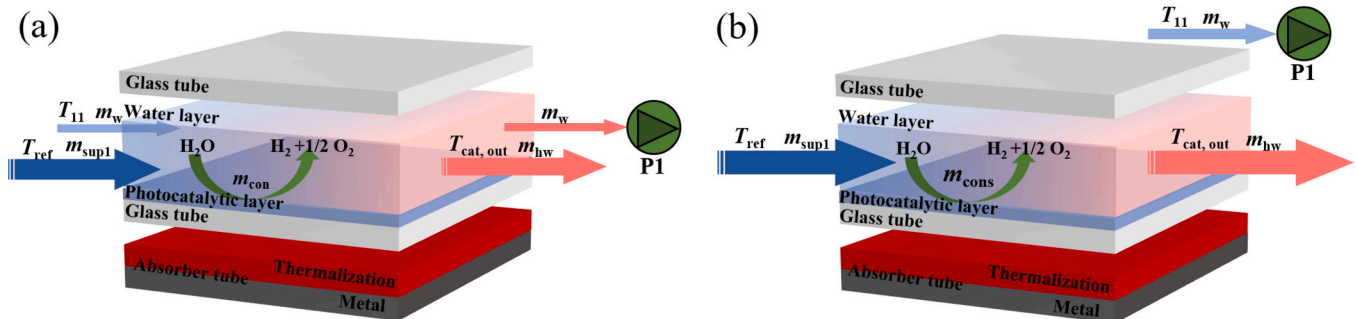 (a)
Glass tube
T11 mw
Water layer
mw
Tref msup1
H2O
H2 +1/2 O2
Tcat, out mhw
P1
mcon
Photocatalytic layer
Glass tube
Absorber tube
Thermalization
Metal
(b)
T11 mw
P1
Glass tube
Water layer
Tref msup1
H2O
H2 +1/2 O2
Tcat, out mhw
mcons
Photocatalytic layer
Glass tube
Absorber tube
Thermalization
Metal